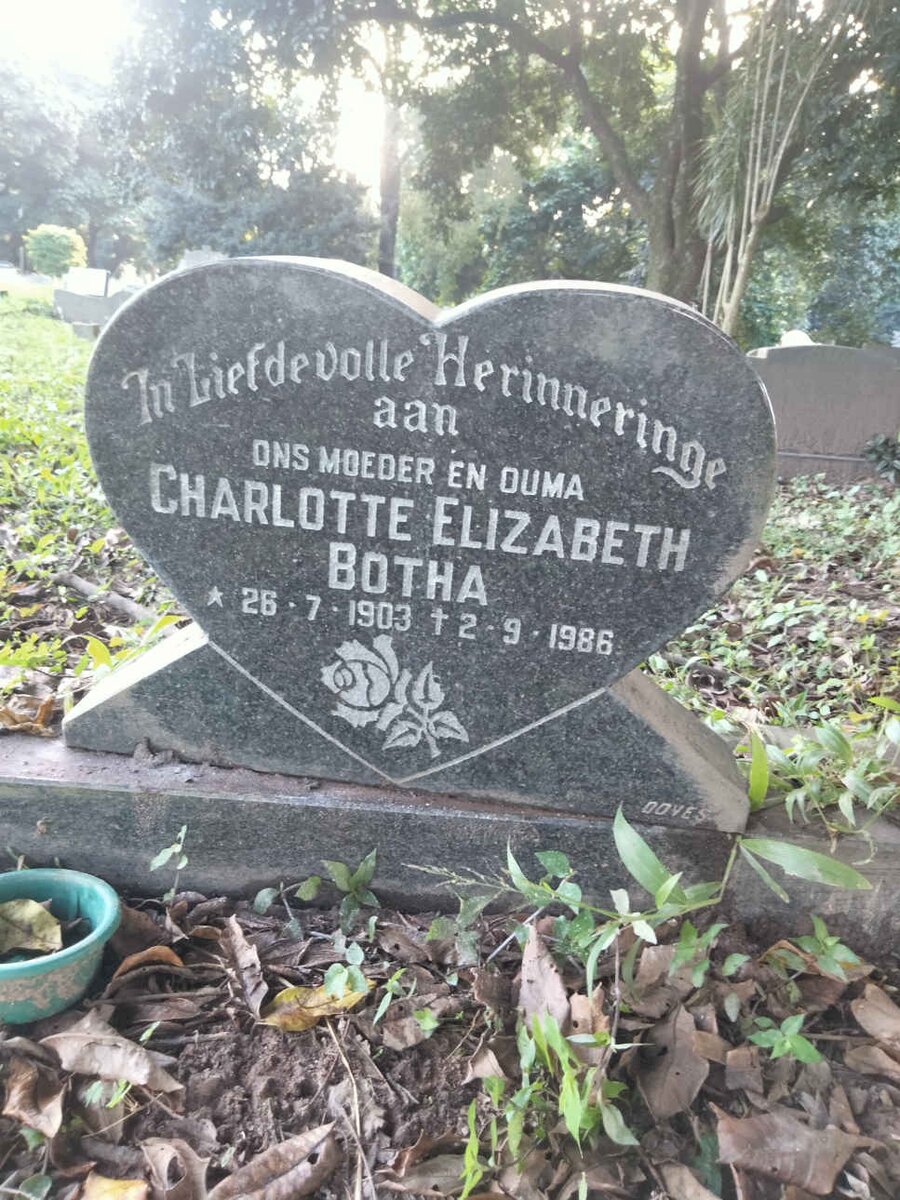 In Liefdevolle Herinneringe
aan
ONS MOEDER EN OUMA
CHARLOTTE ELIZABETH
BOTHA
★ 26 · 7 · 1903 † 2 · 9 · 1986
DOVES